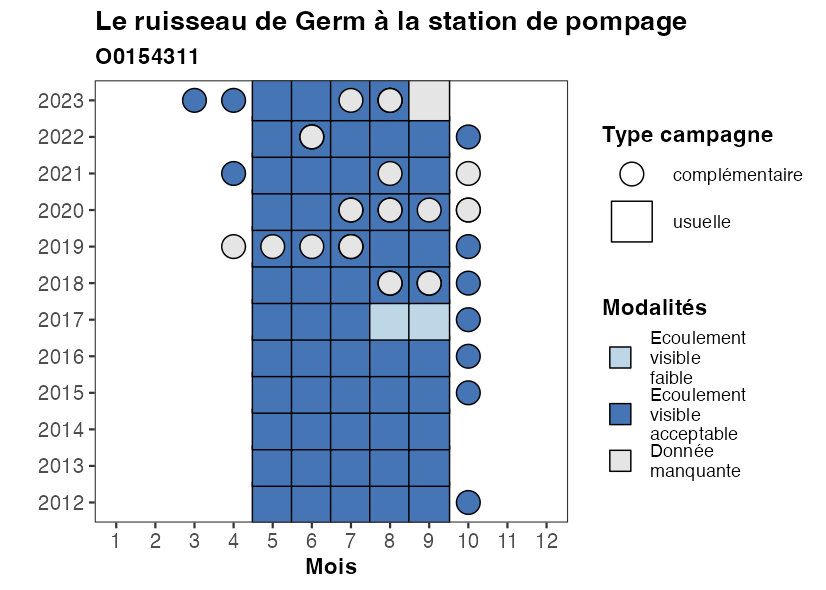 Le ruisseau de Germ à la station de pompage
O0154311
2023
2022
2021
2020
2019
2018
2017
2016
2015
2014
2013
2012
1 2 3 4 5 6 7 8 9 10 11 12
Mois
Type campagne
complémentaire
usuelle
Modalités
Ecoulement
visible
faible
Ecoulement
visible
acceptable
Donnée
manquante